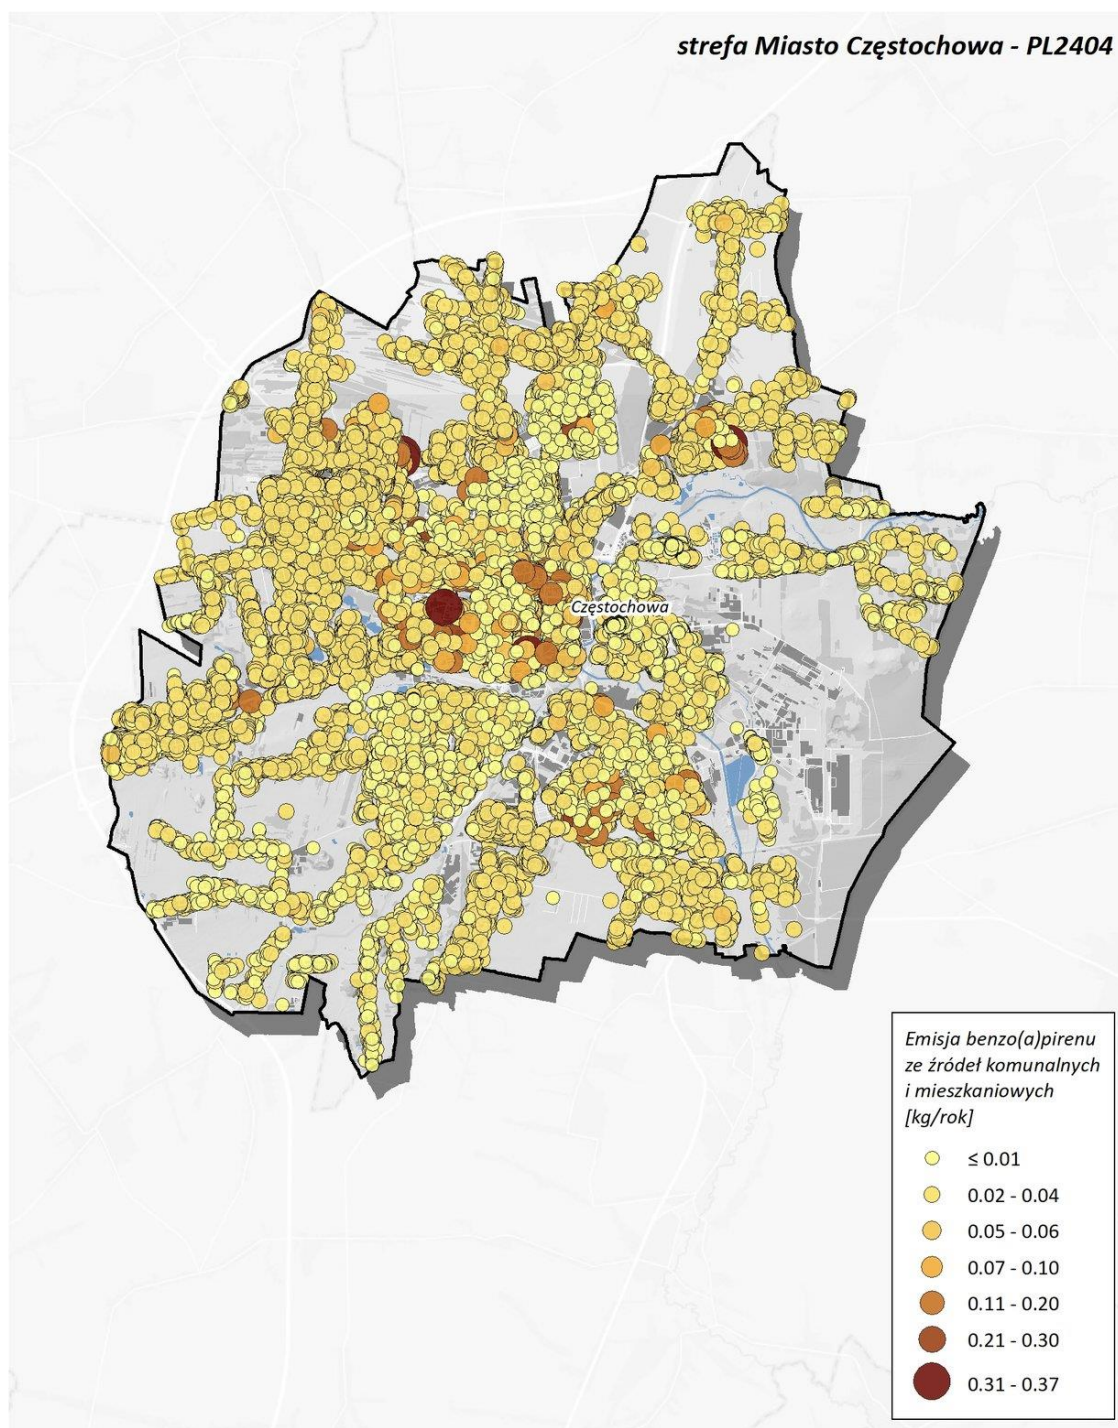 strefa Miasto Częstochowa - PL2404
Częstochowa
Emisja benzo(a)pirenu
ze źródeł komunalnych
i mieszkaniowych
[kg/rok]
≤ 0.01
0.02 - 0.04
0.05 - 0.06
0.07 - 0.10
0.11 - 0.20
0.21 - 0.30
0.31 - 0.37